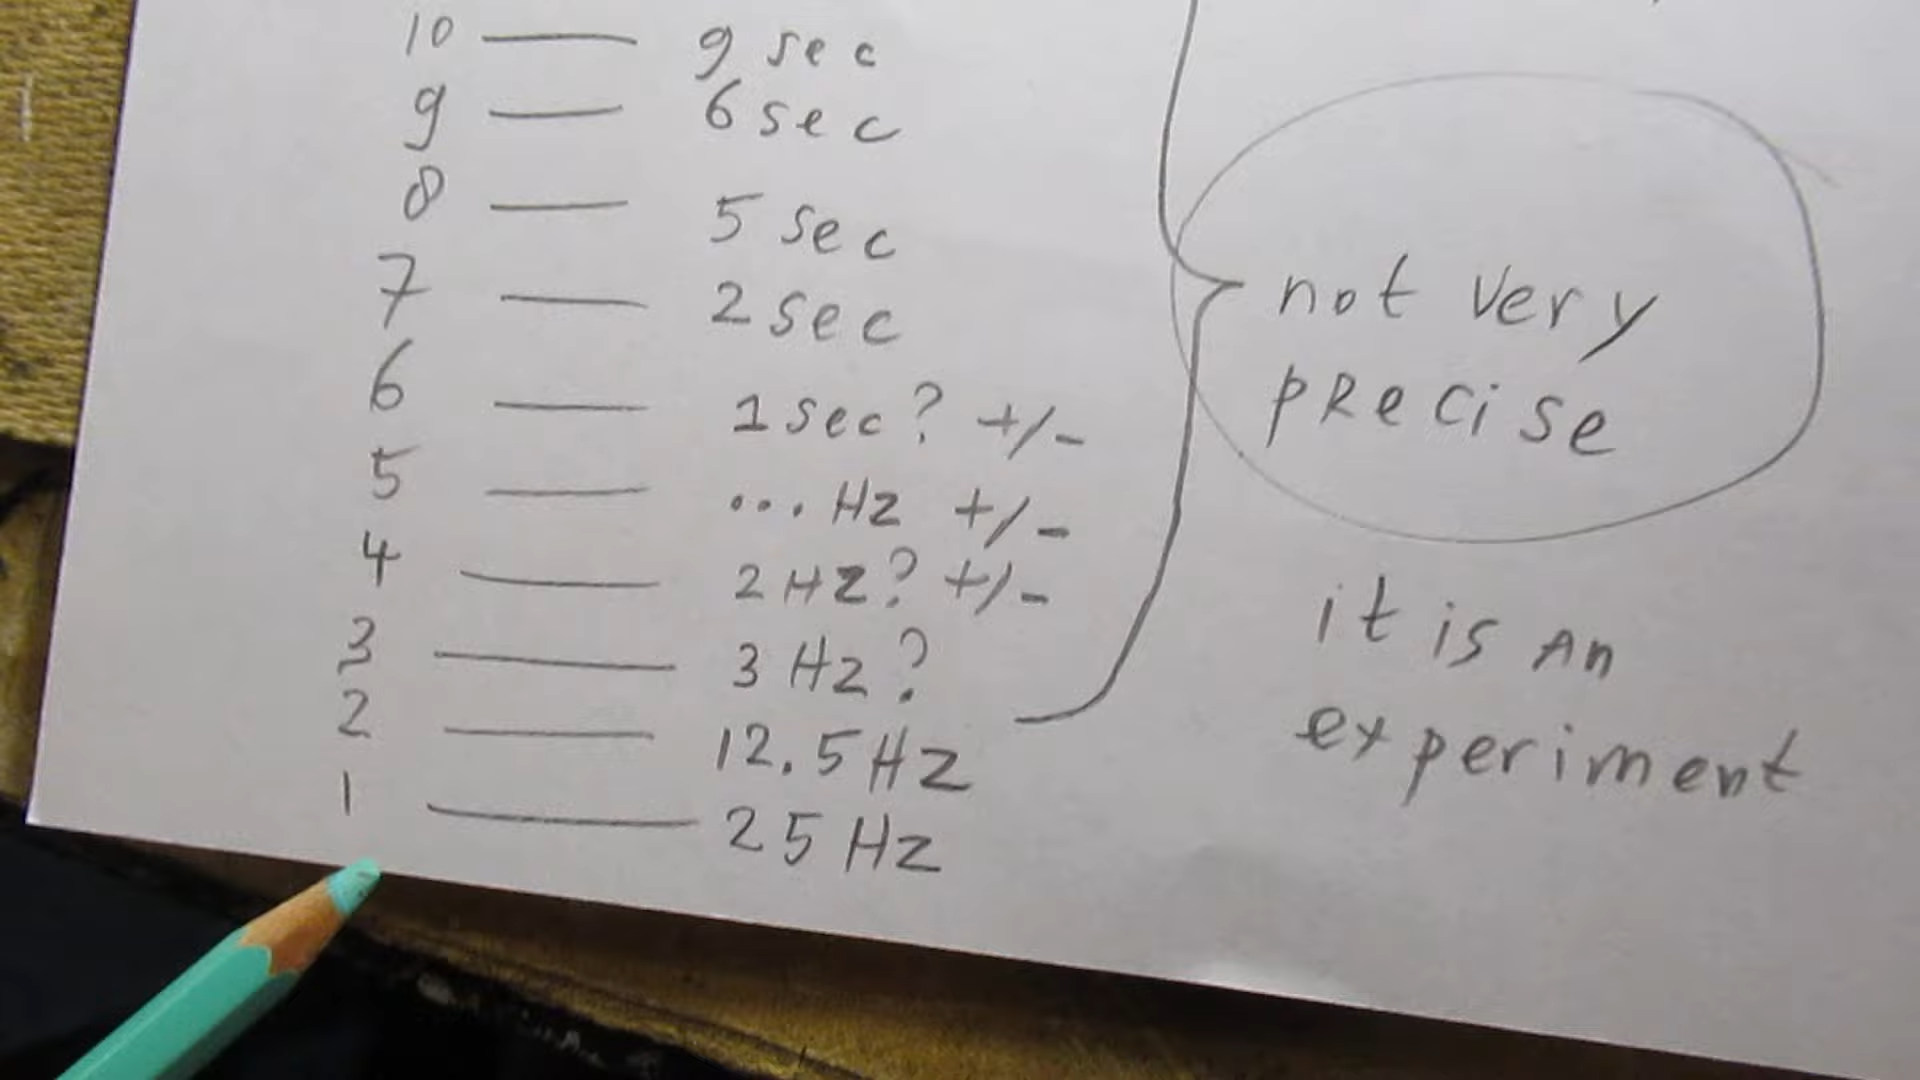 10 —— 9 sec
9 —— 6 sec
8 —— 5 sec
7 —— 2 sec
6 —— 1 sec? +/-
5 —— ... Hz +/-
4 —— 2 Hz? +/-
3 —— 3 Hz?
2 —— 12.5 Hz
1 —— 25 Hz
not very
precise
it is An
experiment